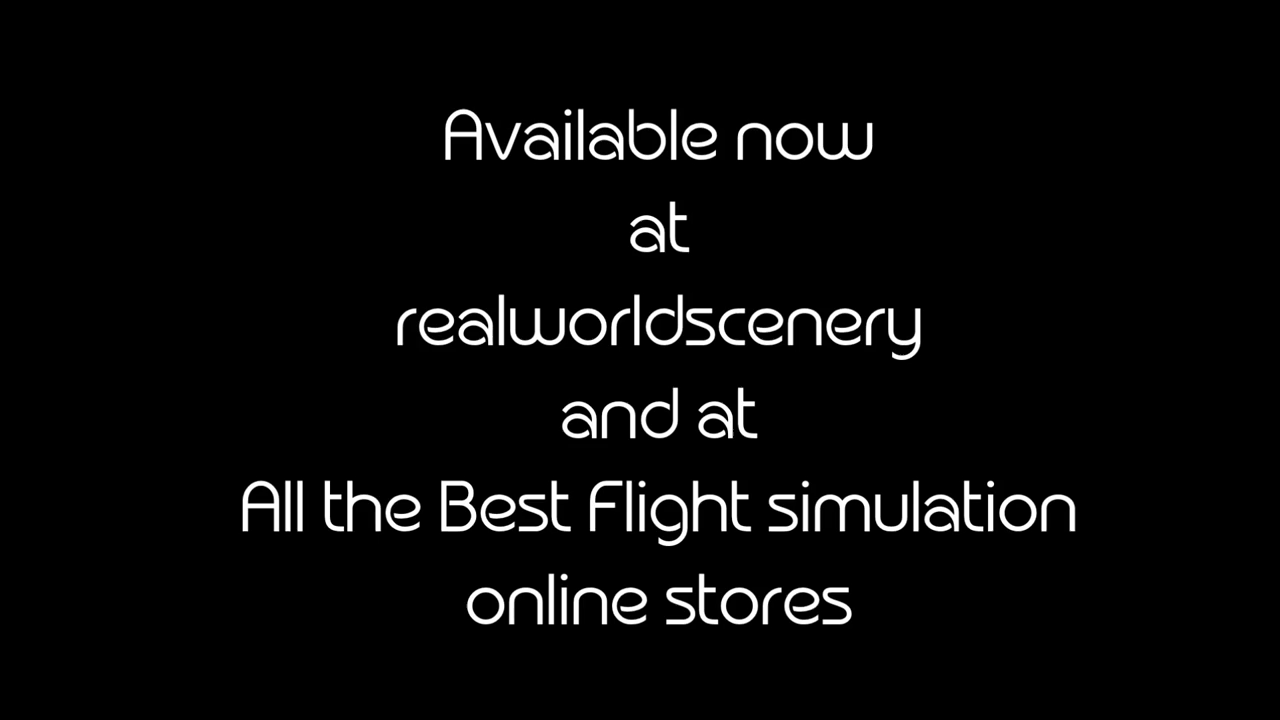 Available now
at
realworldscenery
and at
All the Best Flight simulation
online stores